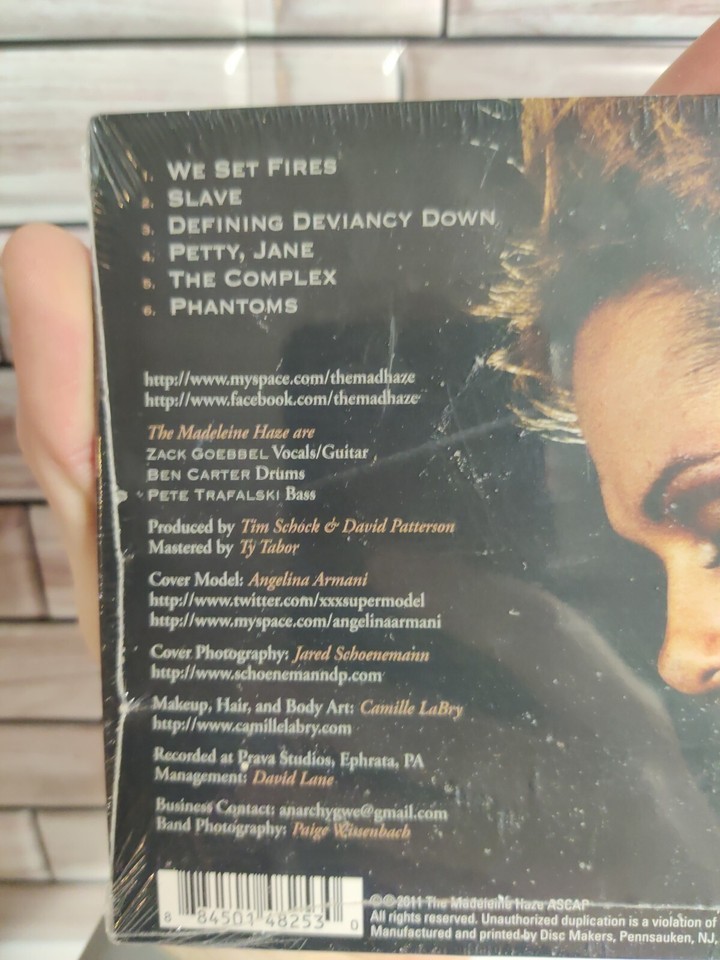 1. WE SET FIRES
2. SLAVE
3. DEFINING DEVIANCY DOWN
4. PETTY, JANE
5. THE COMPLEX
6. PHANTOMS
http://www.myspace.com/themadhaze
http://www.facebook.com/themadhaze
The Madeleine Haze are
ZACK GOEBBEL Vocals/Guitar
BEN CARTER Drums
PETE TRAFALSKI Bass
Produced by Tim Schock & David Patterson
Mastered by Ty Tabor
Cover Model: Angelina Armani
http://www.twitter.com/xxxsupermodel
http://www.myspace.com/angelinaarmani
Cover Photography: Jared Schoenemann
http://www.schoenemanndp.com
Makeup, Hair, and Body Art: Camille LaBry
http://www.camillelabry.com
Recorded at Prava Studios, Ephrata, PA
Management: David Lane
Business Contact: anarchygwe@gmail.com
Band Photography: Paige Wissenbach
8 84501 48253 0
©℗2011 The Madeleine Haze ASCAP
All rights reserved. Unauthorized duplication is a violation of
Manufactured and printed by Disc Makers, Pennsauken, NJ.